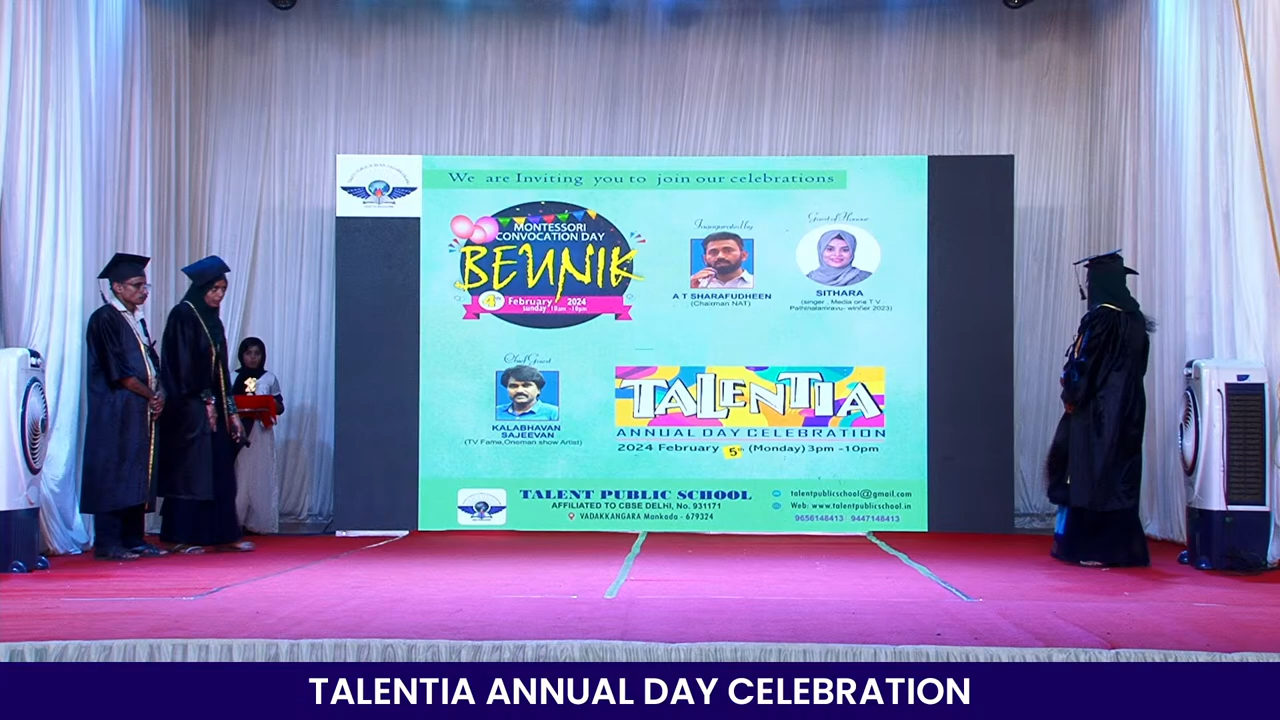 We are Inviting you to join our celebrations
MONTESSORI
CONVOCATION DAY
BEUNIK
4th February 2024
sunday 10am -10pm
Inaugurated by
A T SHARAFUDHEEN
(Chairman NAT)
Guest of Honour
SITHARA
(singer , Media one T V
Pathinalamravu- winner 2023)
Chief Guest
KALABHAVAN
SAJEEVAN
(TV Fame,Oneman show Artist)
TALENTIA
ANNUAL DAY CELEBRATION
2024 February 5th (Monday) 3pm -10pm
TALENT PUBLIC SCHOOL
AFFILIATED TO CBSE DELHI, No. 931171
VADAKKANGARA Mankada - 679324
talentpublicschool@gmail.com
Web: www.talentpublicschool.in
9656148413 9447148413
TALENTIA ANNUAL DAY CELEBRATION